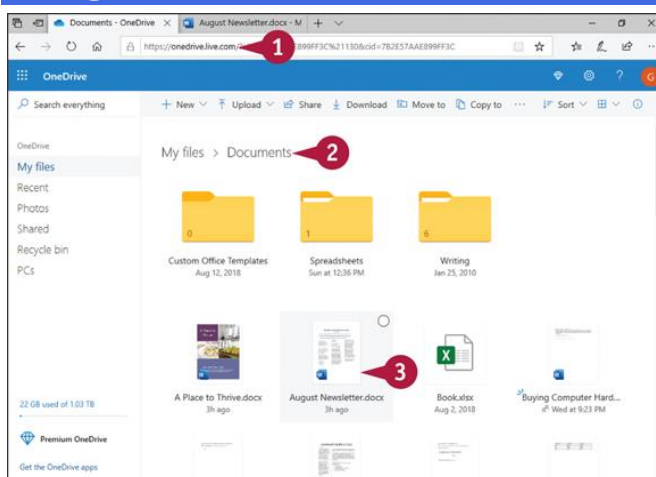 Documents - OneDrive
August Newsletter.docx - M
https://onedrive.live.com/
E899FF3C%21130&cid=7B2E57AAE899FF3C
1
OneDrive
?
G
Search everything
New
Upload
Share
Download
Move to
Copy to
Sort
OneDrive
My files
Recent
Photos
Shared
Recycle bin
PCs
My files > Documents
2
0
1
6
Custom Office Templates
Spreadsheets
Writing
Aug 12, 2018
Sun at 12:36 PM
Jan 25, 2010
3
A Place to Thrive.docx
August Newsletter.docx
Book.xlsx
Buying Computer Hard...
3h ago
3h ago
Aug 2, 2018
Wed at 9:23 PM
22 GB used of 1.03 TB
Premium OneDrive
Get the OneDrive apps